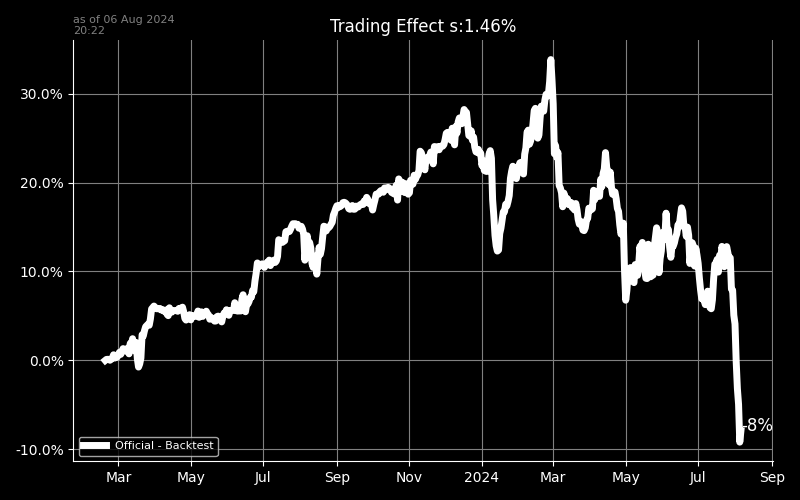 as of 06 Aug 2024
20:22
Trading Effect s:1.46%
30.0%
20.0%
10.0%
0.0%
-10.0%
-8%
Official - Backtest
Mar May Jul Sep Nov 2024 Mar May Jul Sep